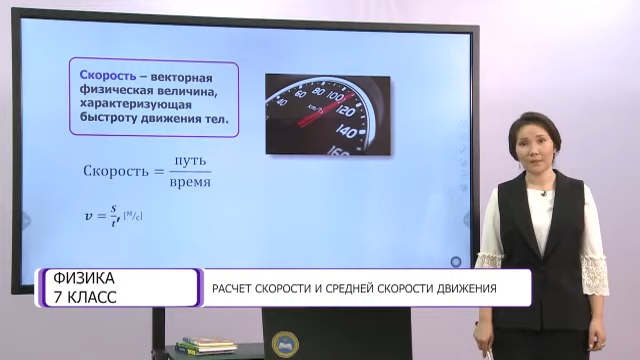 Скорость – векторная
физическая величина,
характеризующая
быстроту движения тел.
40 60 80 100 120 140 160
km/h
Скорость = путь / время
v = s/t, [м/с]
ФИЗИКА
7 КЛАСС
РАСЧЕТ СКОРОСТИ И СРЕДНЕЙ СКОРОСТИ ДВИЖЕНИЯ